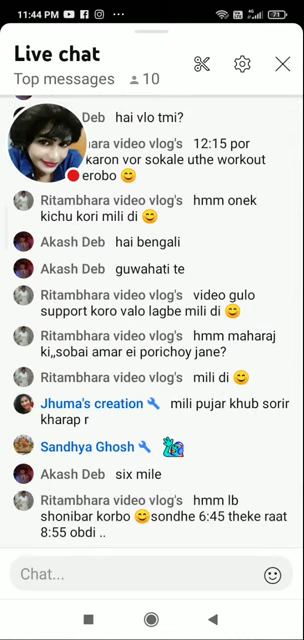 11:44 PM
Live chat
Top messages 10
Deb hai vlo tmi?
ara video vlog's 12:15 por
karon vor sokale uthe workout
erobo 😊
Ritambhara video vlog's hmm onek
kichu kori mili di 😊
Akash Deb hai bengali
Akash Deb guwahati te
Ritambhara video vlog's video gulo
support koro valo lagbe mili di 😊
Ritambhara video vlog's hmm maharaj
ki,,sobai amar ei porichoy jane?
Ritambhara video vlog's mili di 😊
Jhuma's creation mili pujar khub sorir
kharap r
Sandhya Ghosh
Akash Deb six mile
Ritambhara video vlog's hmm lb
shonibar korbo 😊sondhe 6:45 theke raat
8:55 obdi ..
Chat...